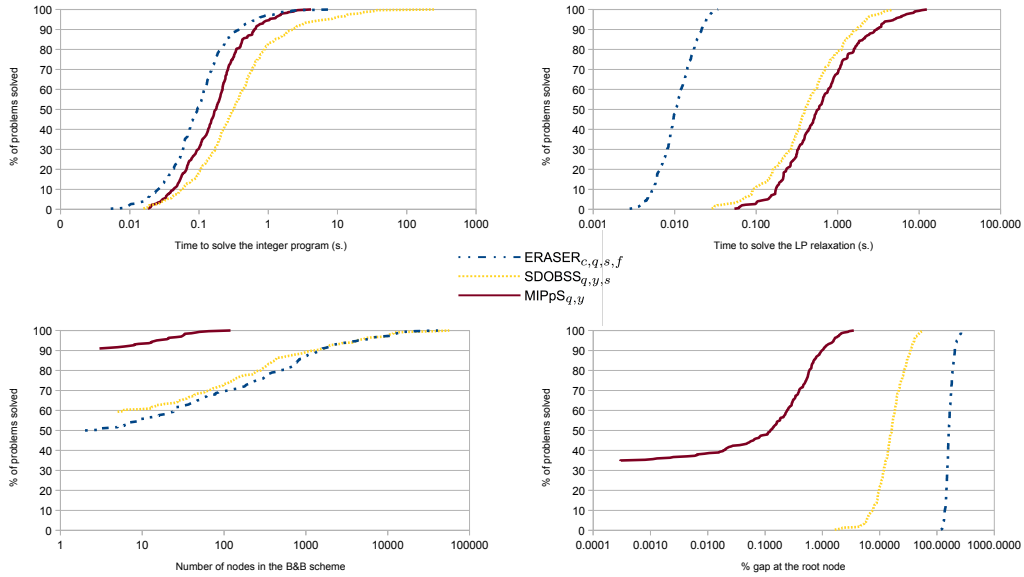 % of problems solved
100
90
80
70
60
50
40
30
20
10
0
0 0.01 0.1 1 10 100 1000
Time to solve the integer program (s.)
% of problems solved
100
90
80
70
60
50
40
30
20
10
0
0.001 0.010 0.100 1.000 10.000 100.000
Time to solve the LP relaxation (s.)
ERASER_{c,q,s,f}
SDOBSS_{q,y,s}
MIPpS_{q,y}
% of problems solved
100
90
80
70
60
50
40
30
20
10
0
1 10 100 1000 10000 100000
Number of nodes in the B&B scheme
% of problems solved
100
90
80
70
60
50
40
30
20
10
0
0.0001 0.0010 0.0100 0.1000 1.0000 10.0000 100.0000 1000.0000
% gap at the root node